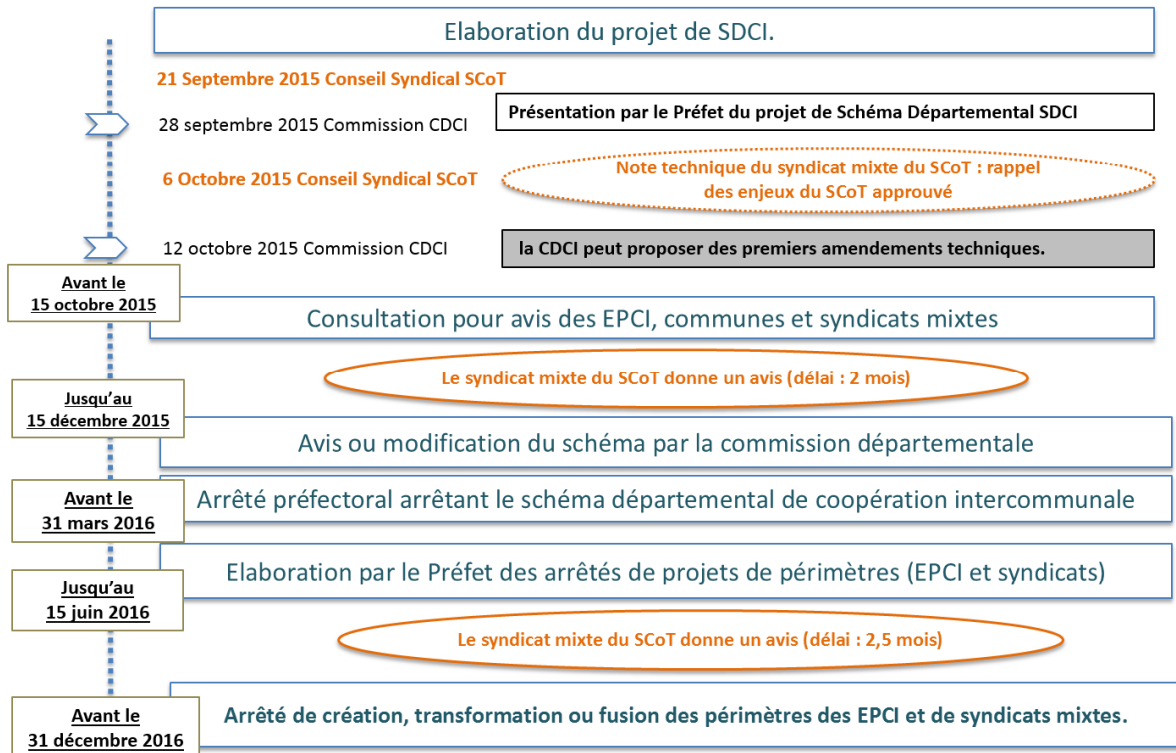 Elaboration du projet de SDCI.
21 Septembre 2015 Conseil Syndical SCoT
28 septembre 2015 Commission CDCI
Présentation par le Préfet du projet de Schéma Départemental SDCI
6 Octobre 2015 Conseil Syndical SCoT
Note technique du syndicat mixte du SCoT : rappel
des enjeux du SCoT approuvé
12 octobre 2015 Commission CDCI
la CDCI peut proposer des premiers amendements techniques.
Avant le
15 octobre 2015
Consultation pour avis des EPCI, communes et syndicats mixtes
Le syndicat mixte du SCoT donne un avis (délai : 2 mois)
Jusqu'au
15 décembre 2015
Avis ou modification du schéma par la commission départementale
Avant le
31 mars 2016
Arrêté préfectoral arrêtant le schéma départemental de coopération intercommunale
Elaboration par le Préfet des arrêtés de projets de périmètres (EPCI et syndicats)
Jusqu'au
15 juin 2016
Le syndicat mixte du SCoT donne un avis (délai : 2,5 mois)
Avant le
31 décembre 2016
Arrêté de création, transformation ou fusion des périmètres des EPCI et de syndicats mixtes.